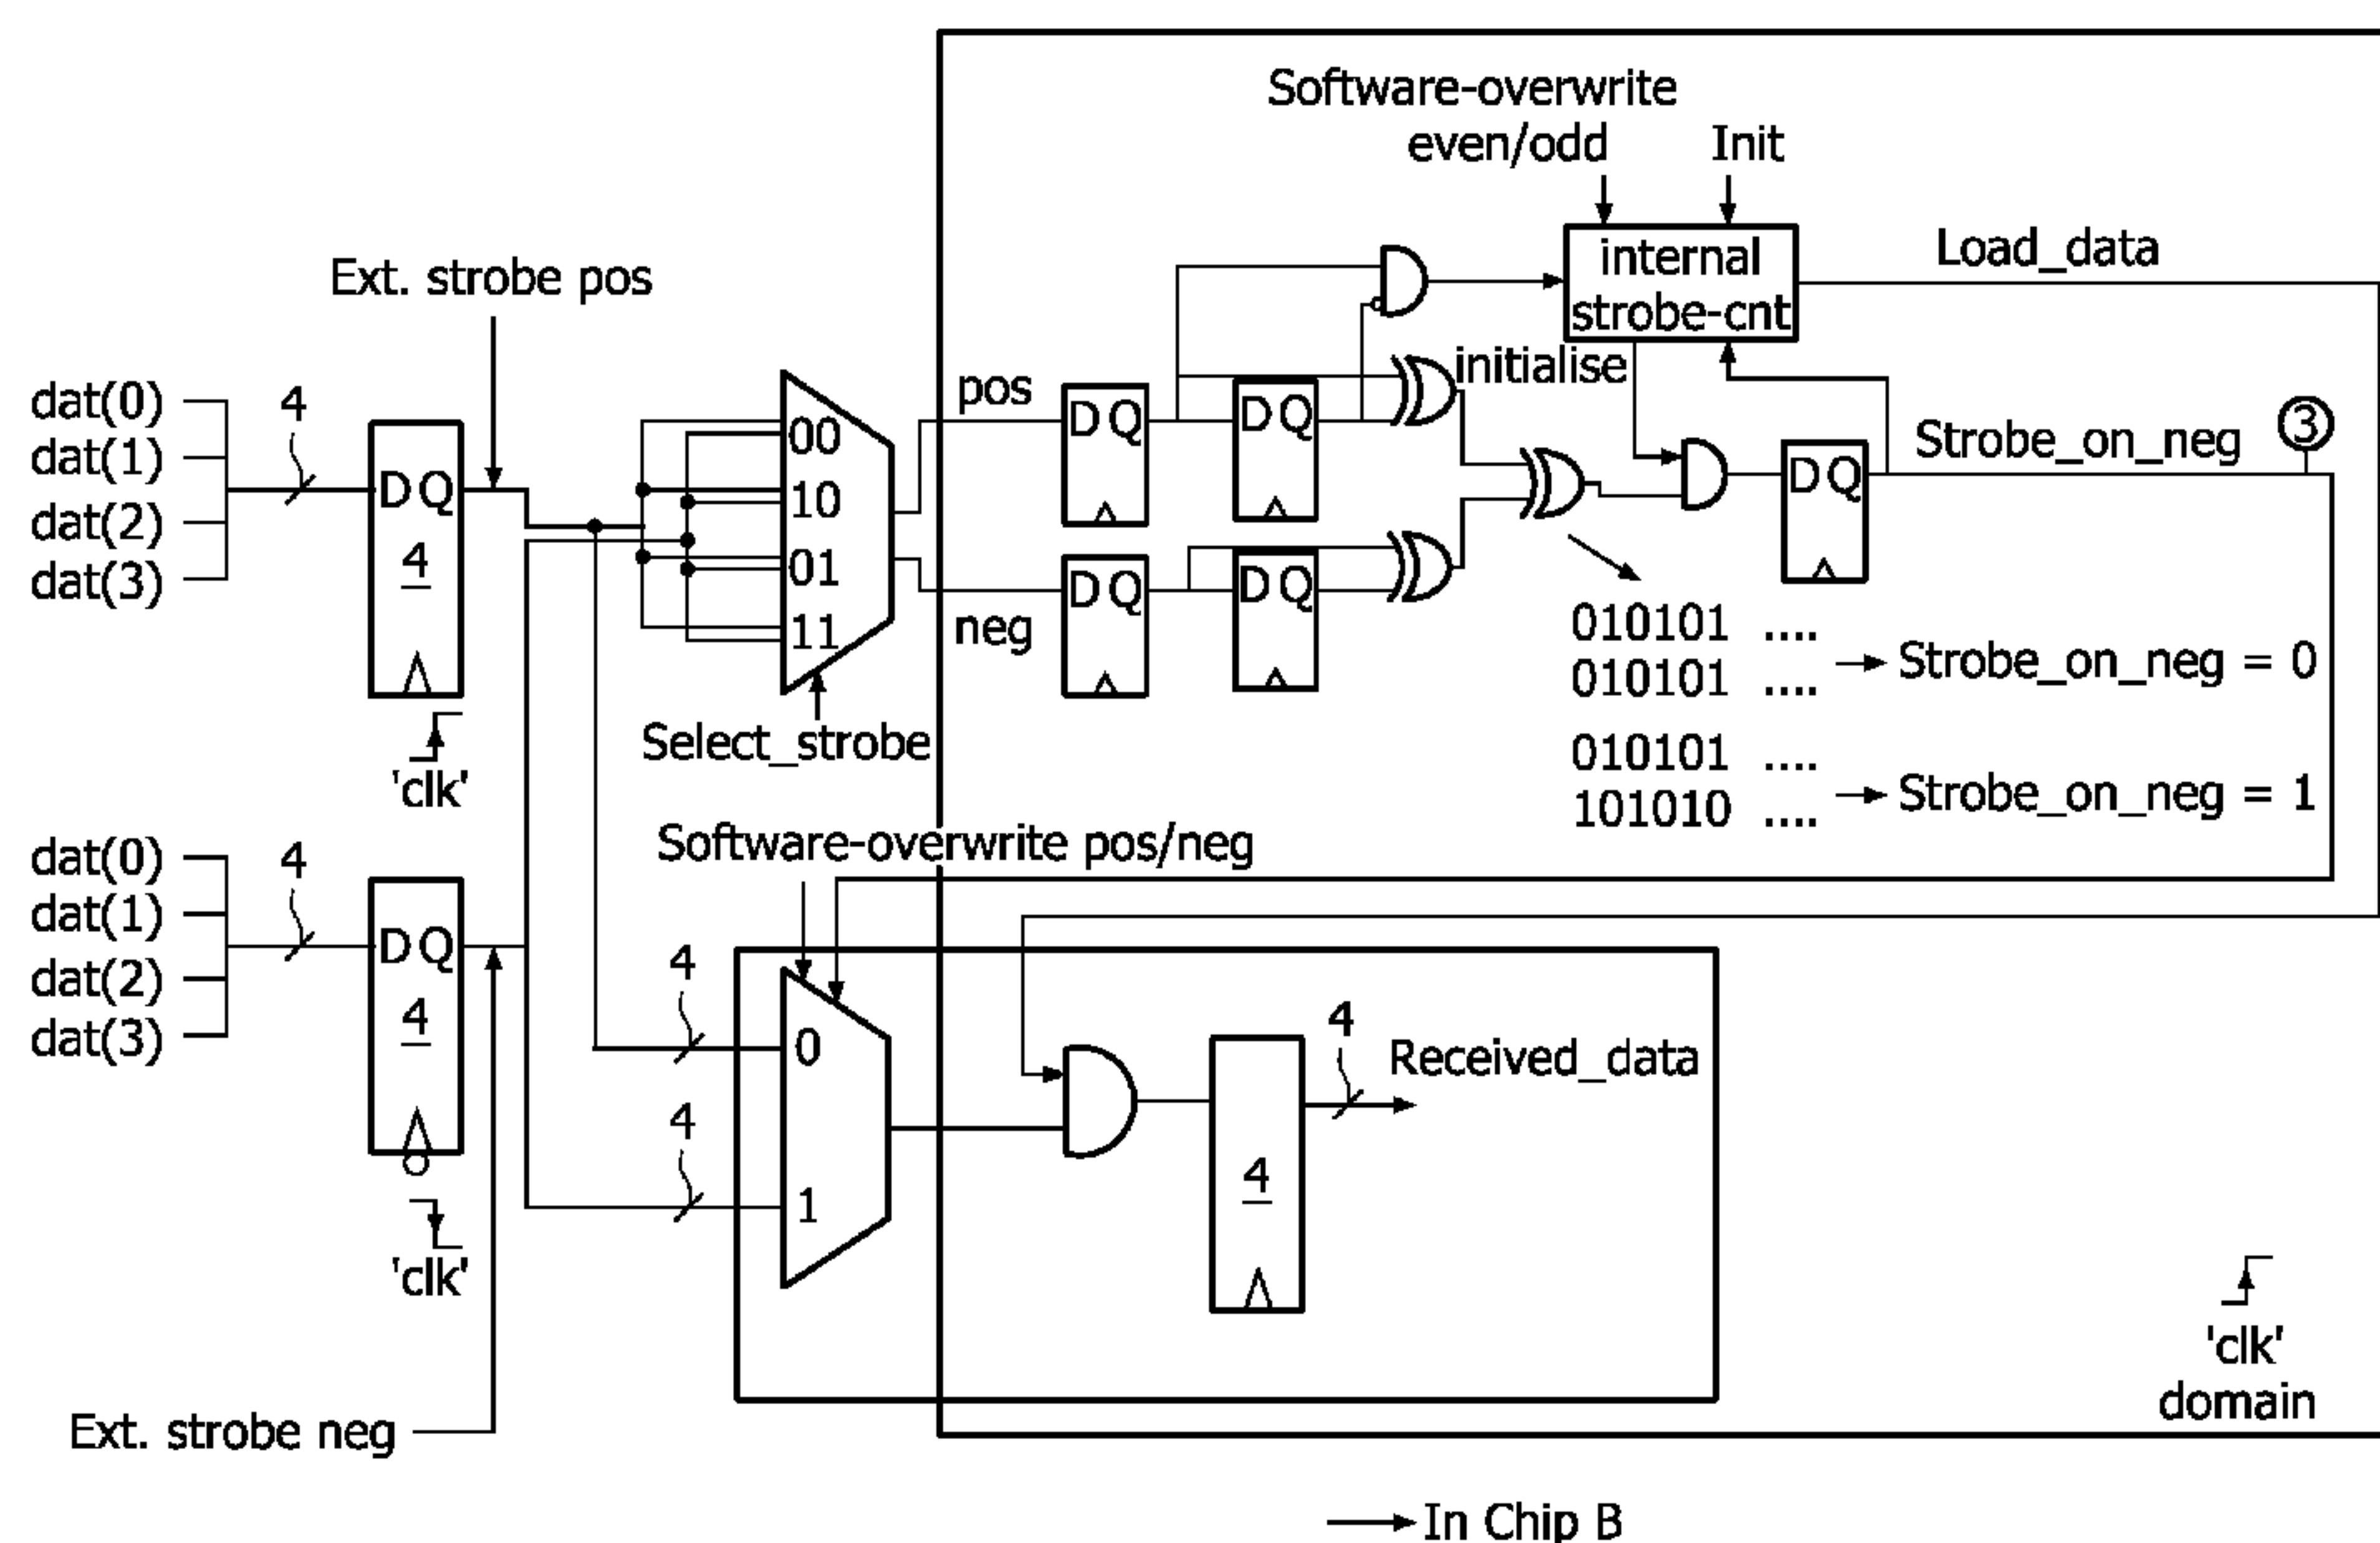 Software-overwrite
even/odd
Init
internal
strobe-cnt
Load_data
Ext. strobe pos
initialise
dat(0)
dat(1)
dat(2)
dat(3)
4
D Q
4
'clk'
00
10
01
11
Select_strobe
pos
neg
D Q
D Q
D Q
D Q
D Q
Strobe_on_neg
3
010101 ....
010101 ....
Strobe_on_neg = 0
010101 ....
101010 ....
Strobe_on_neg = 1
Software-overwrite pos/neg
dat(0)
dat(1)
dat(2)
dat(3)
4
D Q
4
'clk'
4
0
4
1
4
4
Received_data
'clk'
domain
Ext. strobe neg
In Chip B